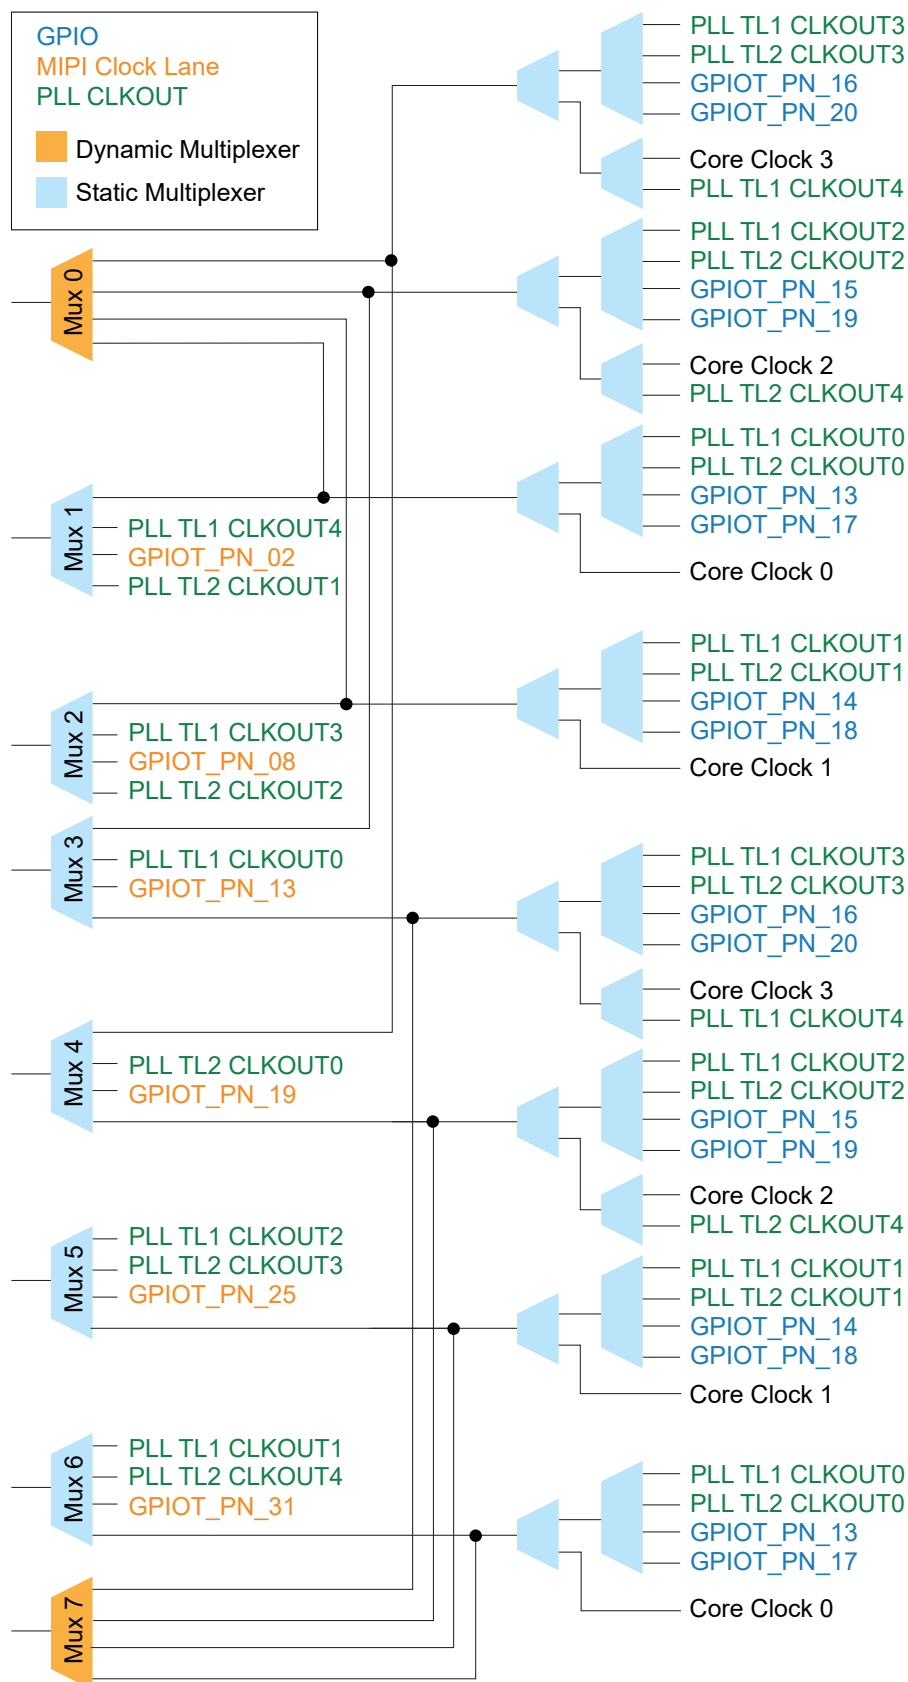 GPIO
MIPI Clock Lane
PLL CLKOUT
Dynamic Multiplexer
Static Multiplexer
PLL TL1 CLKOUT3
PLL TL2 CLKOUT3
GPIOT_PN_16
GPIOT_PN_20
Core Clock 3
PLL TL1 CLKOUT4
PLL TL1 CLKOUT2
PLL TL2 CLKOUT2
GPIOT_PN_15
GPIOT_PN_19
Core Clock 2
PLL TL2 CLKOUT4
Mux 0
PLL TL1 CLKOUT0
PLL TL2 CLKOUT0
GPIOT_PN_13
GPIOT_PN_17
Core Clock 0
Mux 1
PLL TL1 CLKOUT4
GPIOT_PN_02
PLL TL2 CLKOUT1
PLL TL1 CLKOUT1
PLL TL2 CLKOUT1
GPIOT_PN_14
GPIOT_PN_18
Core Clock 1
Mux 2
PLL TL1 CLKOUT3
GPIOT_PN_08
PLL TL2 CLKOUT2
Mux 3
PLL TL1 CLKOUT0
GPIOT_PN_13
PLL TL1 CLKOUT3
PLL TL2 CLKOUT3
GPIOT_PN_16
GPIOT_PN_20
Core Clock 3
PLL TL1 CLKOUT4
Mux 4
PLL TL2 CLKOUT0
GPIOT_PN_19
PLL TL1 CLKOUT2
PLL TL2 CLKOUT2
GPIOT_PN_15
GPIOT_PN_19
Core Clock 2
PLL TL2 CLKOUT4
Mux 5
PLL TL1 CLKOUT2
PLL TL2 CLKOUT3
GPIOT_PN_25
PLL TL1 CLKOUT1
PLL TL2 CLKOUT1
GPIOT_PN_14
GPIOT_PN_18
Core Clock 1
Mux 6
PLL TL1 CLKOUT1
PLL TL2 CLKOUT4
GPIOT_PN_31
PLL TL1 CLKOUT0
PLL TL2 CLKOUT0
GPIOT_PN_13
GPIOT_PN_17
Core Clock 0
Mux 7